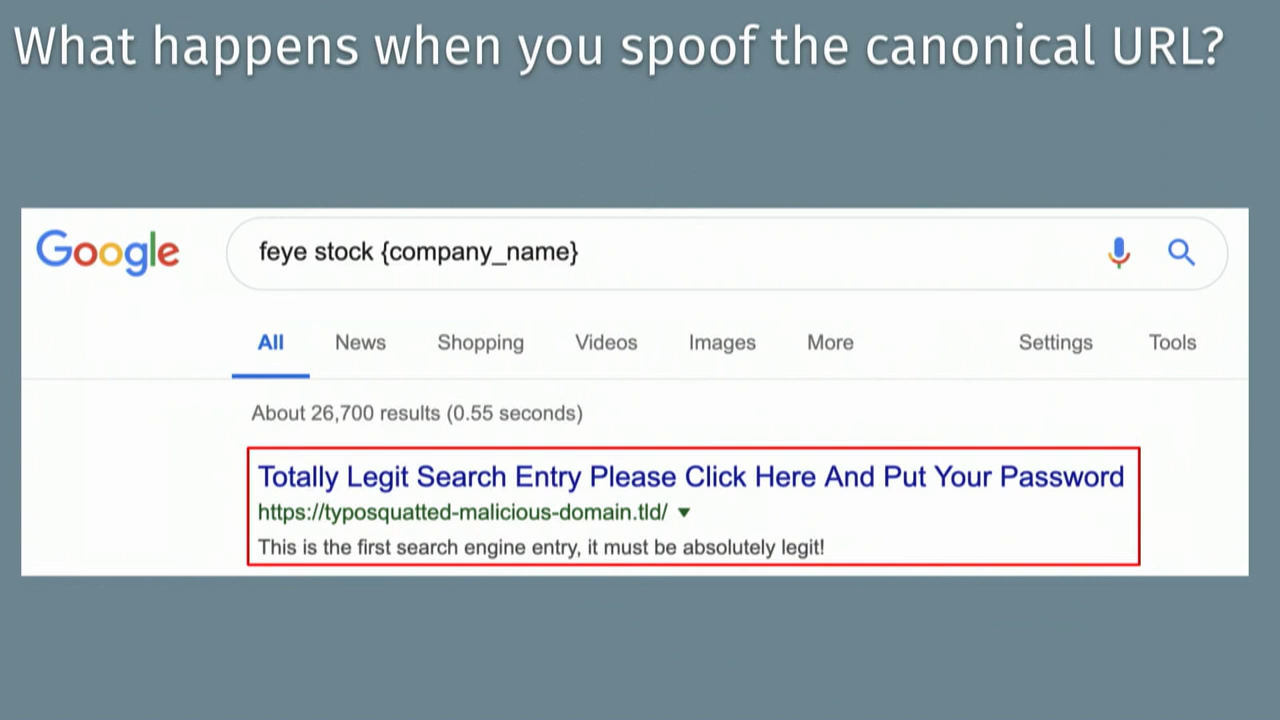 What happens when you spoof the canonical URL?
Google
feye stock {company_name}
All News Shopping Videos Images More Settings Tools
About 26,700 results (0.55 seconds)
Totally Legit Search Entry Please Click Here And Put Your Password
https://typosquatted-malicious-domain.tld/
This is the first search engine entry, it must be absolutely legit!